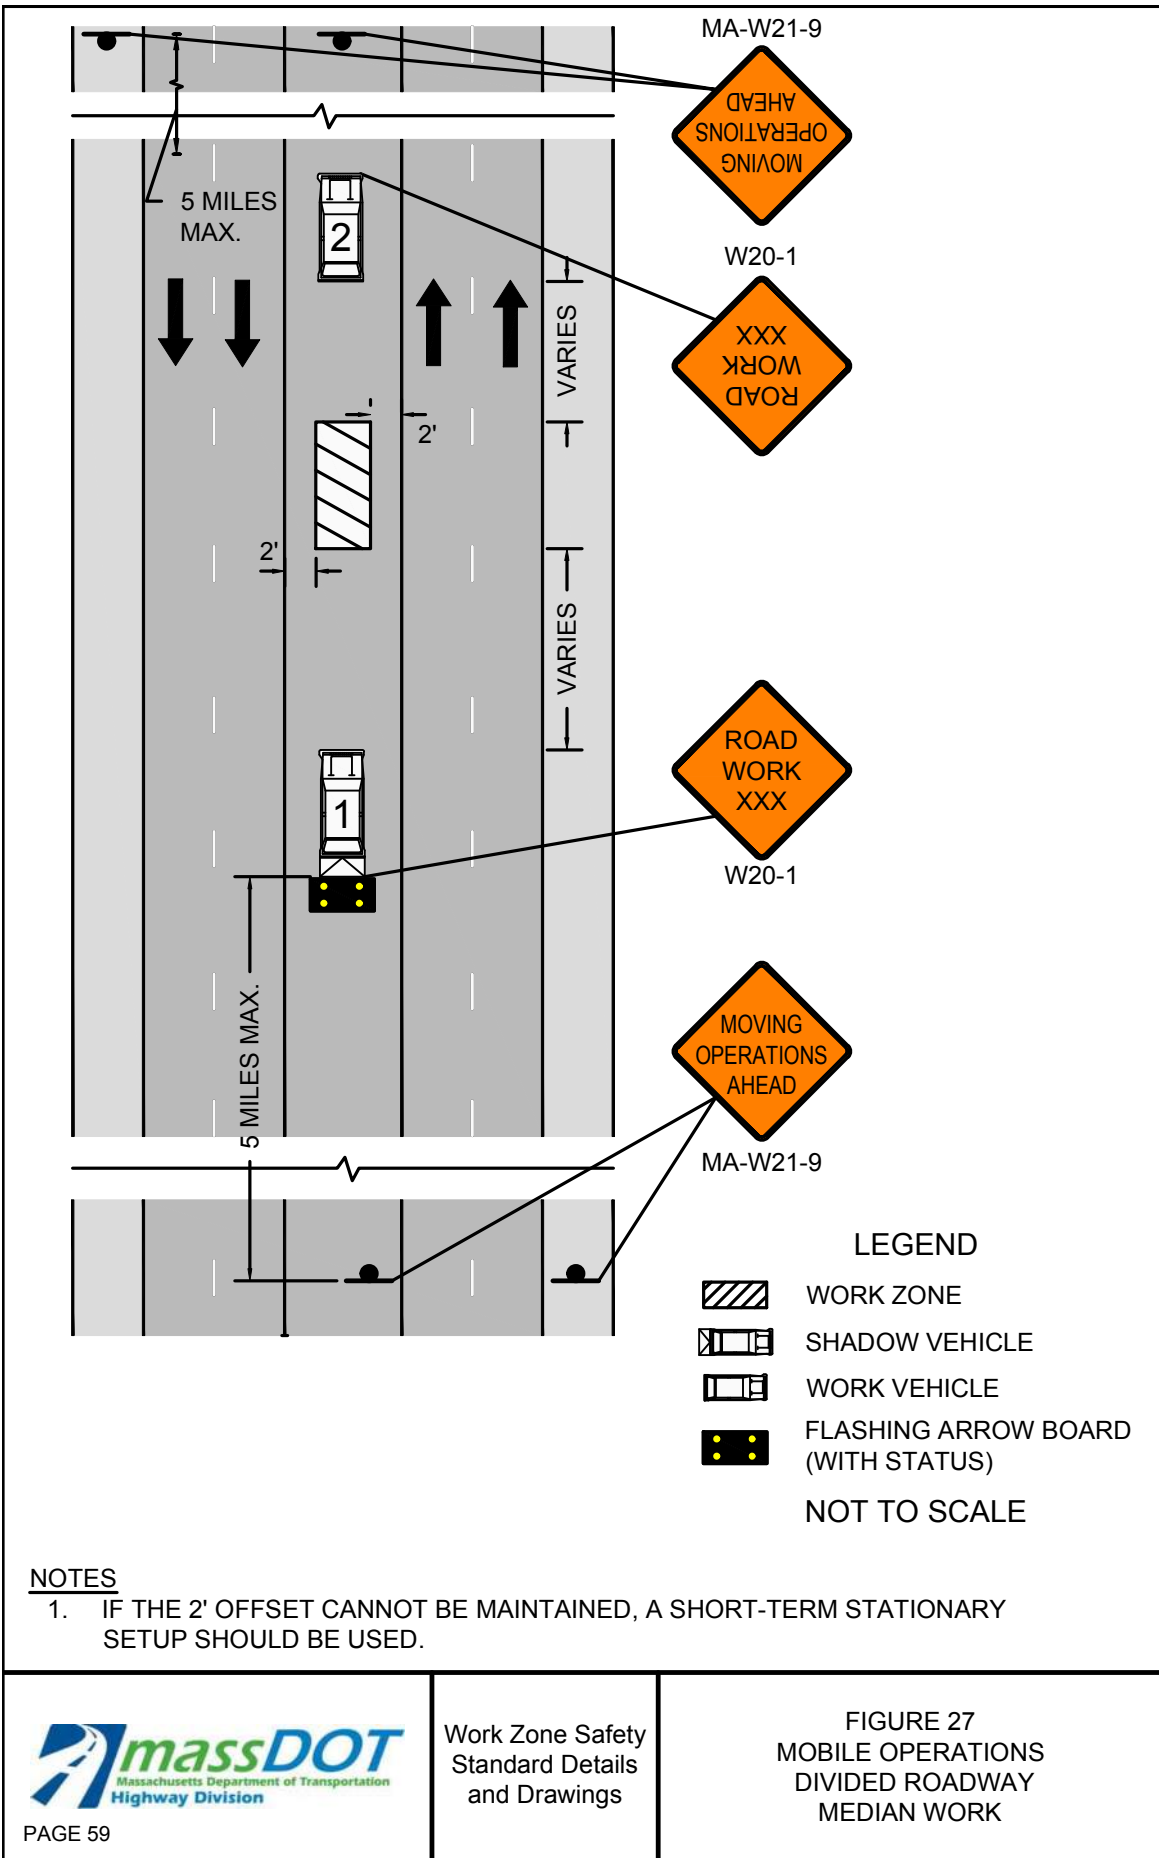 MA-W21-9
MOVING
OPERATIONS
AHEAD
5 MILES
MAX.
2
W20-1
ROAD
WORK
XXX
VARIES
2'
2'
VARIES
1
ROAD
WORK
XXX
W20-1
5 MILES MAX.
MOVING
OPERATIONS
AHEAD
MA-W21-9
LEGEND
WORK ZONE
SHADOW VEHICLE
WORK VEHICLE
FLASHING ARROW BOARD
(WITH STATUS)
NOT TO SCALE
NOTES
1. IF THE 2' OFFSET CANNOT BE MAINTAINED, A SHORT-TERM STATIONARY
SETUP SHOULD BE USED.
massDOT
Massachusetts Department of Transportation
Highway Division
PAGE 59
Work Zone Safety
Standard Details
and Drawings
FIGURE 27
MOBILE OPERATIONS
DIVIDED ROADWAY
MEDIAN WORK